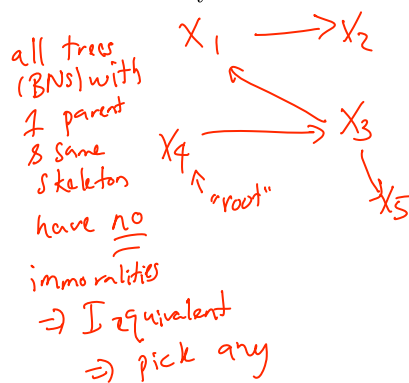 all trees
(BNs) with
1 parent
& same
skeleton
have no
immoralities
⇒ I equivalent
⇒ pick any
X1 → X2
X3
X4
"root"
X5